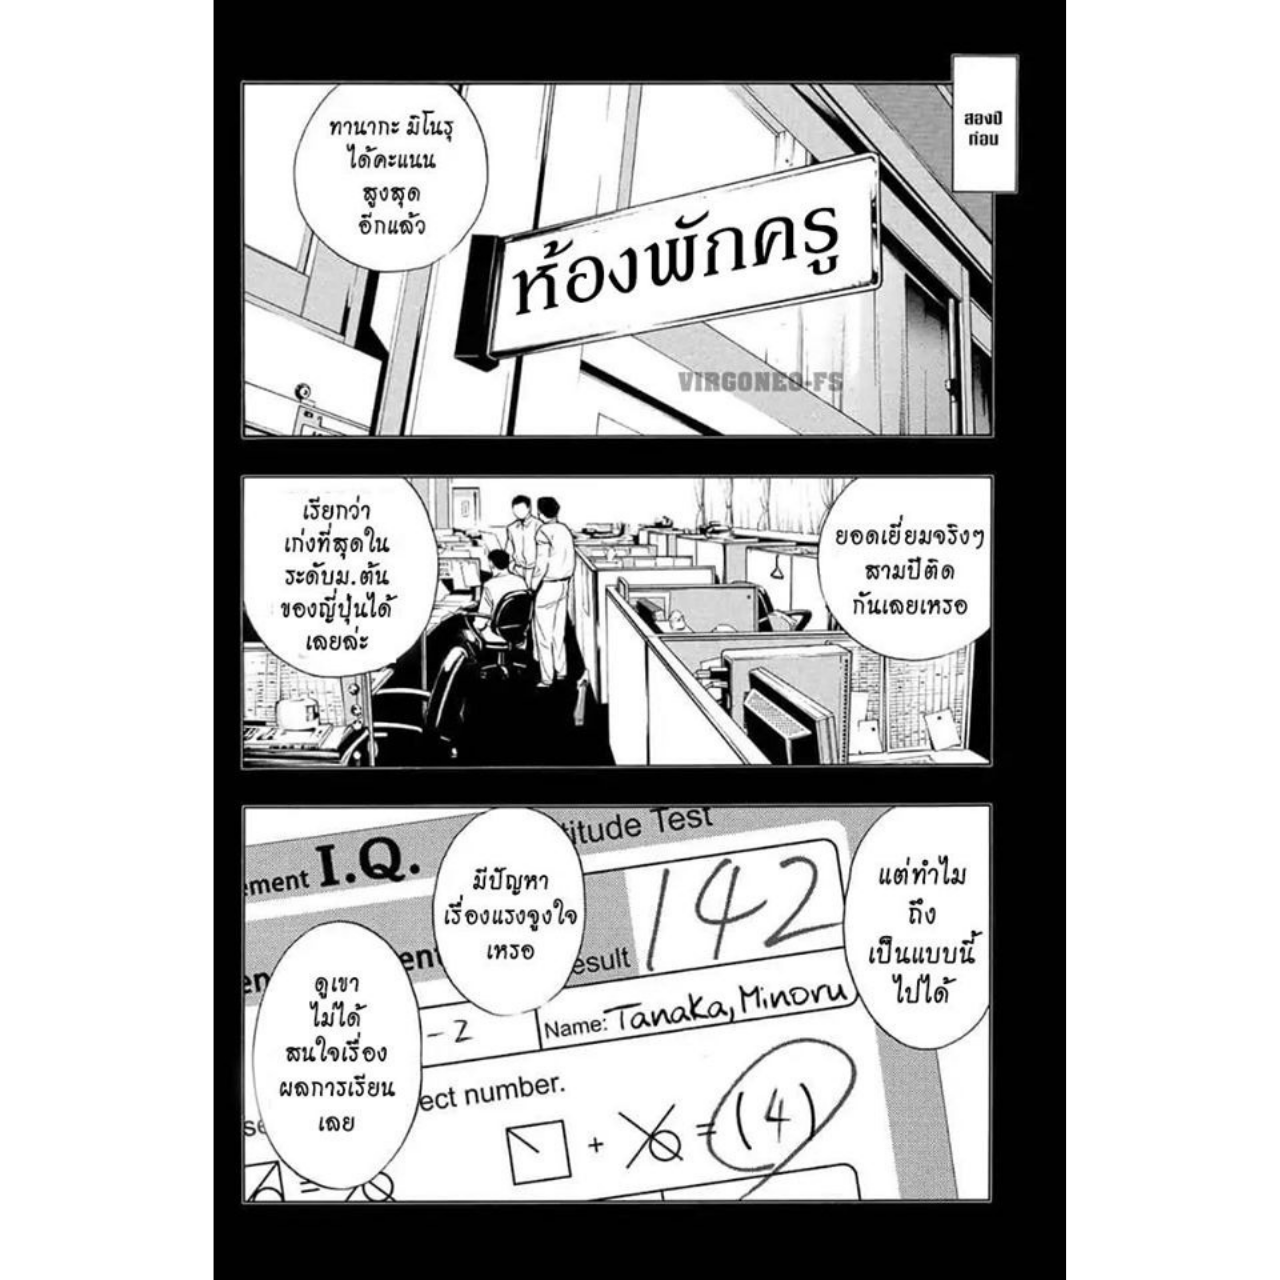 สองปี
ก่อน
ทานากะ มิโนรุ
ได้คะแนน
สูงสุด
อีกแล้ว
ห้องพักครู
VIRGONEO-FS
ยอดเยี่ยมจริงๆ
สามปีติด
กันเลยเหรอ
เรียกว่า
เก่งที่สุดใน
ระดับม.ต้น
ของญี่ปุ่นได้
เลยล่ะ
แต่ทำไม
ถึง
เป็นแบบนี้
ไปได้
มีปัญหา
เรื่องแรงจูงใจ
เหรอ
ดูเขา
ไม่ได้
สนใจเรื่อง
ผลการเรียน
เลย
ement I.Q. titude Test
esult 142
-2 Name: Tanaka, Minoru
ect number.
+ = (4)
=